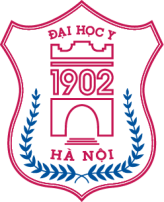 ĐẠI HỌC Y
1902
HÀ NỘI